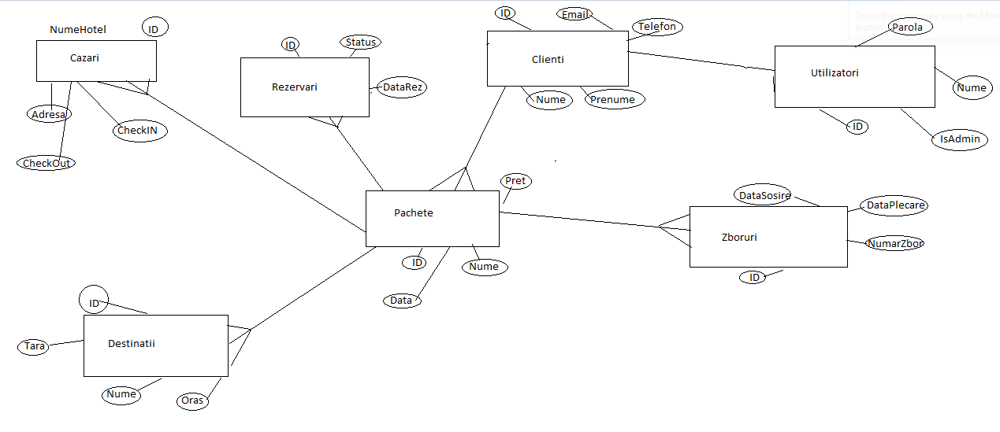 NumeHotel
ID
Cazari
Adresa
CheckIN
CheckOut
ID
Status
Rezervari
DataRez
ID
Email
Telefon
Clienti
Nume
Prenume
Parola
Utilizatori
Nume
ID
IsAdmin
Pret
Pachete
ID
Nume
Data
DataSosire
DataPlecare
Zboruri
NumarZbor
ID
ID
Tara
Destinatii
Nume
Oras